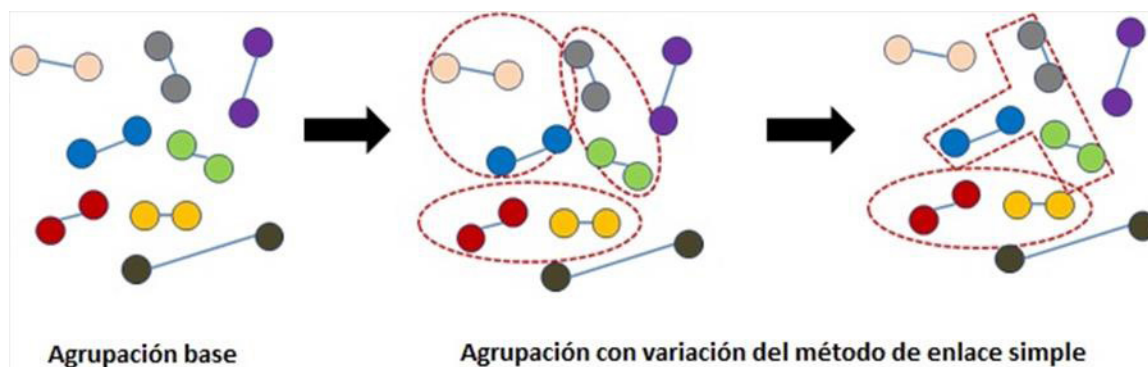 Agrupación base
Agrupación con variación del método de enlace simple